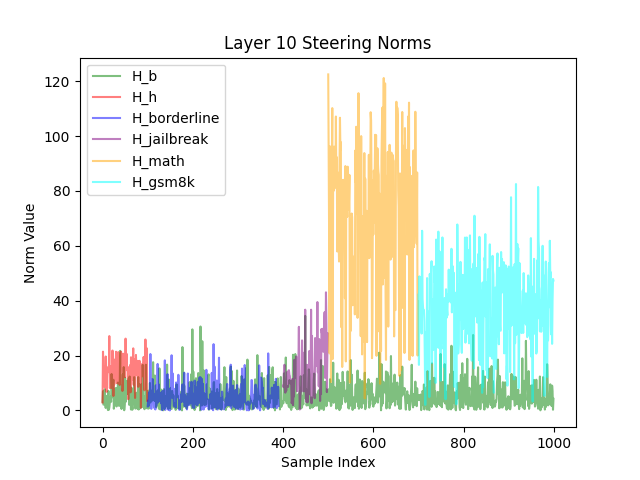 Layer 10 Steering Norms
H_b
H_h
H_borderline
H_jailbreak
H_math
H_gsm8k
Norm Value
120
100
80
60
40
20
0
0 200 400 600 800 1000
Sample Index